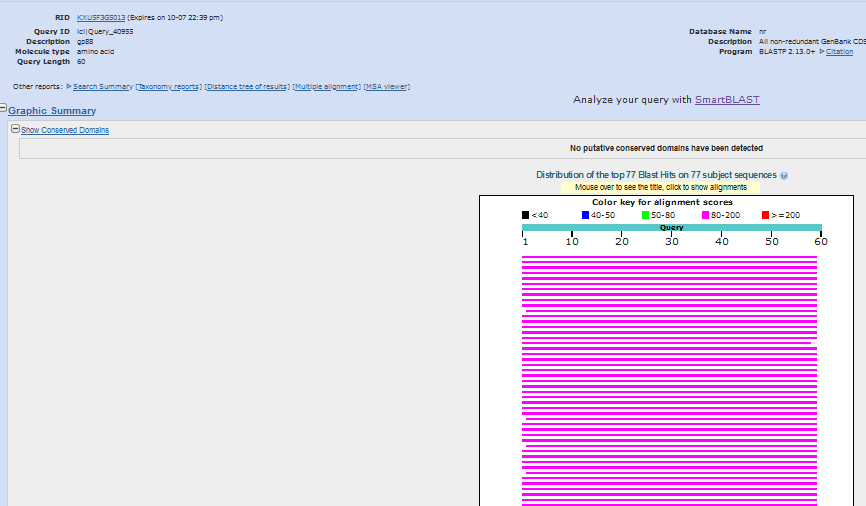 RID KXU5F3G5013 (Expires on 10-07 22:39 pm)
Query ID lcl|Query_40955
Description gp88
Molecule type amino acid
Query Length 60
Database Name nr
Description All non-redundant GenBank CDS
Program BLASTP 2.13.0+ Citation
Other reports: Search Summary [Taxonomy reports] [Distance tree of results] [Multiple alignment] [MSA viewer]
Analyze your query with SmartBLAST
Graphic Summary
Show Conserved Domains
No putative conserved domains have been detected
Distribution of the top 77 Blast Hits on 77 subject sequences
Mouse over to see the title, click to show alignments
Color key for alignment scores
<40 40-50 50-80 80-200 >=200
Query
1 10 20 30 40 50 60